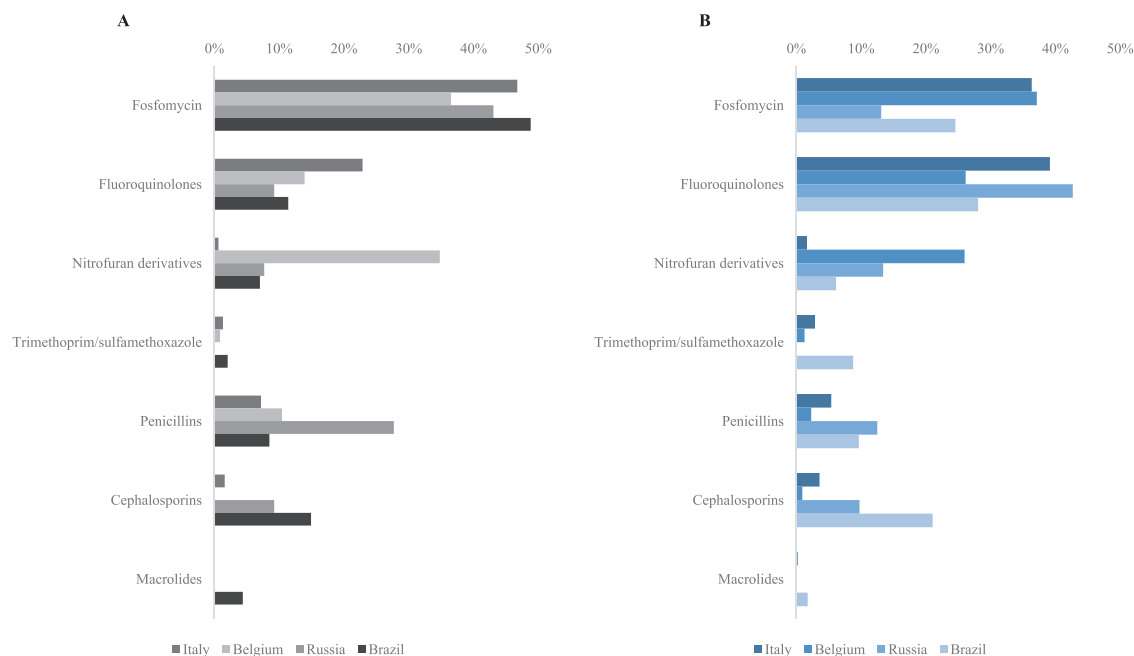 A
0% 10% 20% 30% 40% 50%
Fosfomycin
Fluoroquinolones
Nitrofuran derivatives
Trimethoprim/sulfamethoxazole
Penicillins
Cephalosporins
Macrolides
Italy Belgium Russia Brazil
B
0% 10% 20% 30% 40% 50%
Fosfomycin
Fluoroquinolones
Nitrofuran derivatives
Trimethoprim/sulfamethoxazole
Penicillins
Cephalosporins
Macrolides
Italy Belgium Russia Brazil